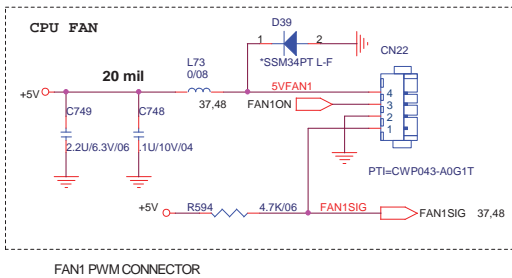 CPU FAN
D39
1
2
*SSM34PT L-F
CN22
20 mil
L73
0/08
+5V
5VFAN1
4
37,48
FAN1ON
3
2
1
C749
C748
2.2U/6.3V/06
.1U/10V/04
PTI=CWP043-A0G1T
+5V
R594
4.7K/06
FAN1SIG
FAN1SIG
37,48
FAN1 PWM CONNECTOR